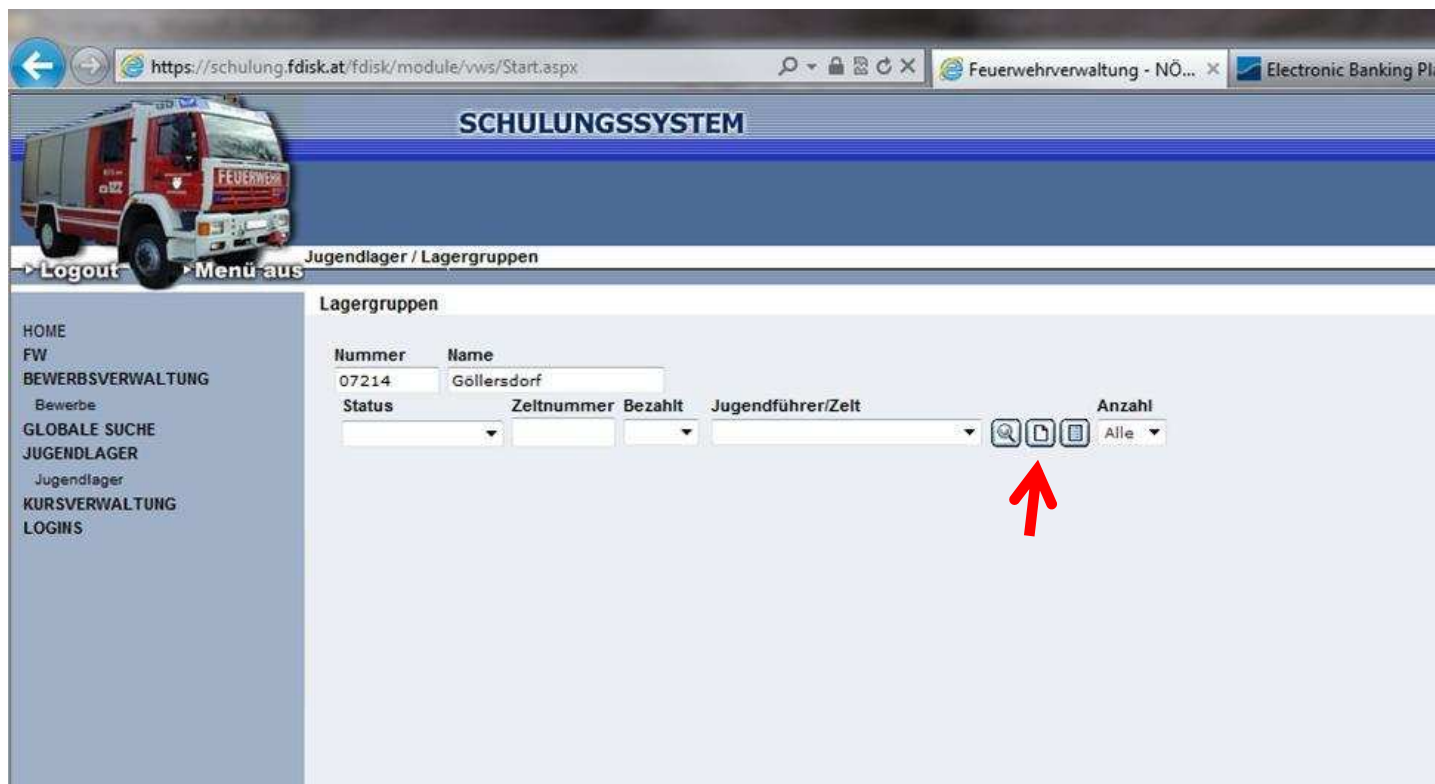 https://schulung.fdisk.at/fdisk/module/vws/Start.aspx
Feuerwehrverwaltung - NÖ...
Electronic Banking Pla
SCHULUNGSSYSTEM
FEUERWEHR
122
Logout
Menü aus
Jugendlager / Lagergruppen
Lagergruppen
HOME
FW
BEWERBSVERWALTUNG
Bewerbe
GLOBALE SUCHE
JUGENDLAGER
Jugendlager
KURSVERWALTUNG
LOGINS
Nummer Name
07214 Göllersdorf
Status Zeltnummer Bezahlt Jugendführer/Zelt Anzahl
Alle